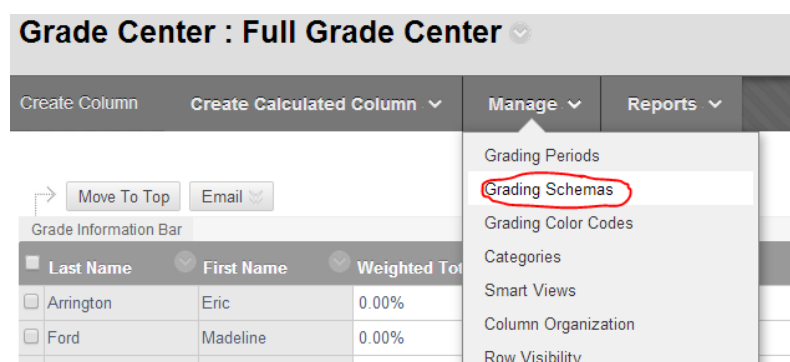 Grade Center : Full Grade Center
Create Column Create Calculated Column Manage Reports
Grading Periods
Grading Schemas
Grading Color Codes
Categories
Smart Views
Column Organization
Row Visibility
Move To Top Email
Grade Information Bar
Last Name First Name Weighted Tot
Arrington Eric 0.00%
Ford Madeline 0.00%